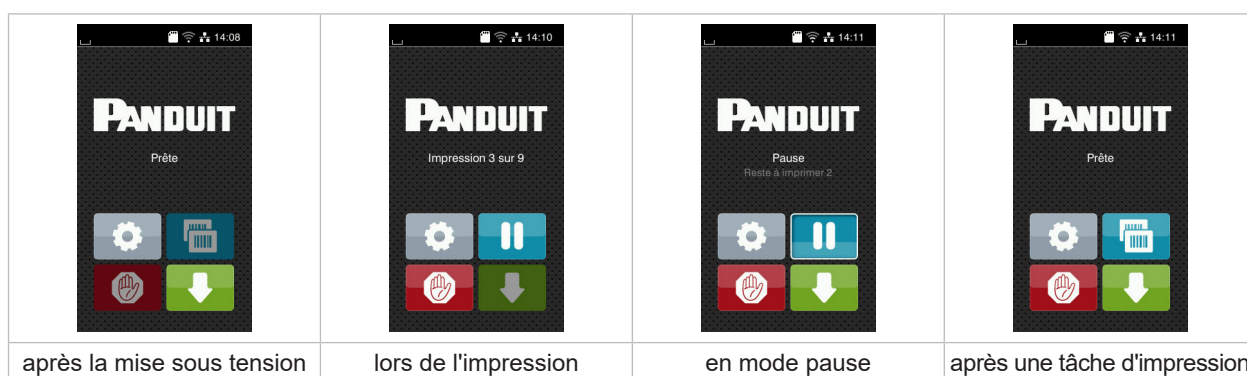 14:08
PANDUIT
Prête
après la mise sous tension
14:10
PANDUIT
Impression 3 sur 9
lors de l'impression
14:11
PANDUIT
Pause
Reste à imprimer 2
en mode pause
14:11
PANDUIT
Prête
après une tâche d'impression